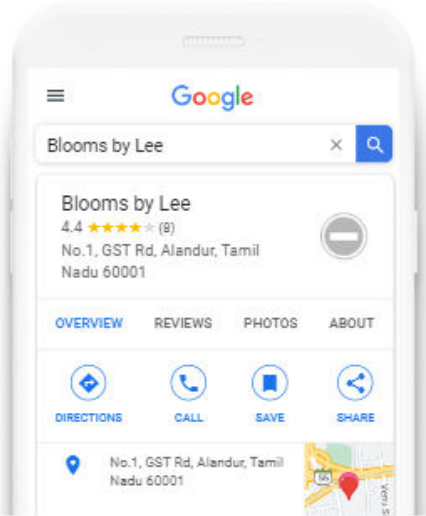 Google
Blooms by Lee
Blooms by Lee
4.4 (8)
No.1, GST Rd, Alandur, Tamil
Nadu 60001
OVERVIEW REVIEWS PHOTOS ABOUT
DIRECTIONS CALL SAVE SHARE
No.1, GST Rd, Alandur, Tamil
Nadu 60001